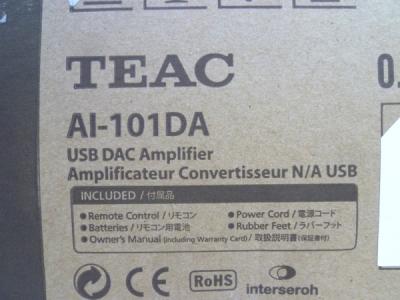 TEAC
0.
AI-101DA
USB DAC Amplifier
Amplificateur Convertisseur N/A USB
INCLUDED / 付属品
● Remote Control / リモコン ● Power Cord / 電源コード
● Batteries / リモコン用電池 ● Rubber Feet / ラバーフット
● Owner's Manual (including Warranty Card) / 取扱説明書 (保証書付)
CE RoHS interseroh